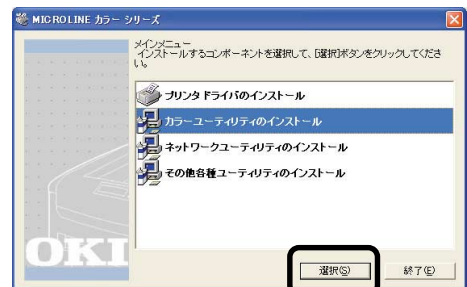 MICROLINE カラー シリーズ
メインメニュー
インストールするコンポーネントを選択して、[選択]ボタンをクリックしてくださ
い。
プリンタ ドライバのインストール
カラーユーティリティのインストール
ネットワークユーティリティのインストール
その他各種ユーティリティのインストール
OKI
選択(S)
終了(E)